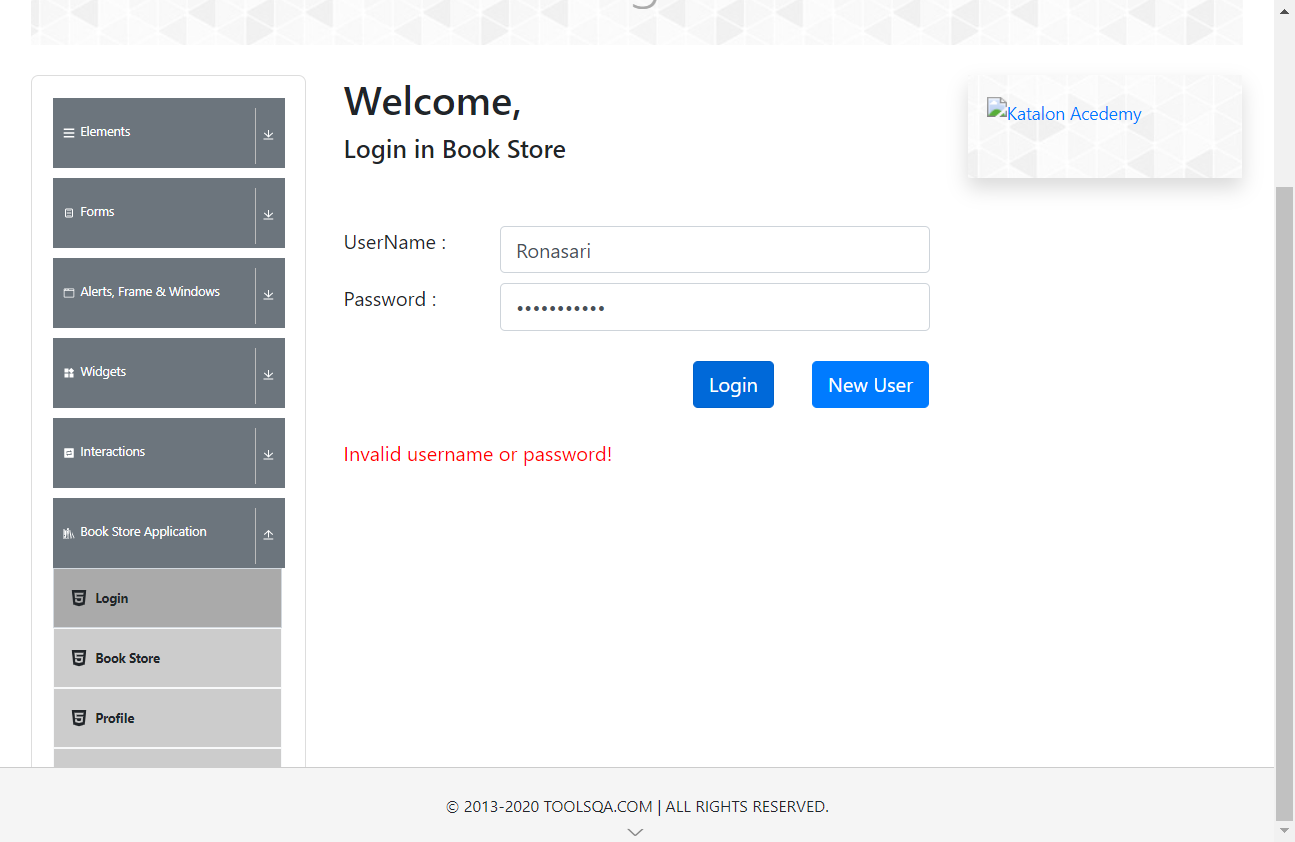 Elements
Forms
Alerts, Frame & Windows
Widgets
Interactions
Book Store Application
Login
Book Store
Profile
Welcome,
Login in Book Store
UserName :
Ronasari
Password :
•••••••••••
Login
New User
Invalid username or password!
Katalon Acedemy
© 2013-2020 TOOLSQA.COM | ALL RIGHTS RESERVED.